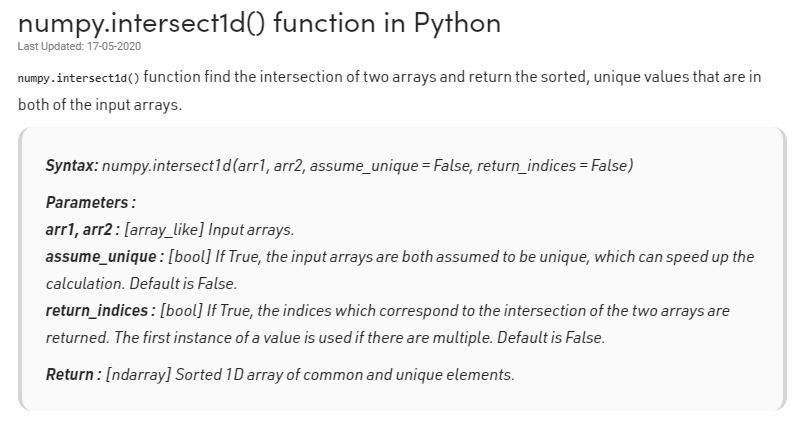 numpy.intersect1d() function in Python
Last Updated: 17-05-2020
numpy.intersect1d() function find the intersection of two arrays and return the sorted, unique values that are in
both of the input arrays.
Syntax: numpy.intersect1d(arr1, arr2, assume_unique = False, return_indices = False)
Parameters :
arr1, arr2 : [array_like] Input arrays.
assume_unique : [bool] If True, the input arrays are both assumed to be unique, which can speed up the
calculation. Default is False.
return_indices : [bool] If True, the indices which correspond to the intersection of the two arrays are
returned. The first instance of a value is used if there are multiple. Default is False.
Return : [ndarray] Sorted 1D array of common and unique elements.